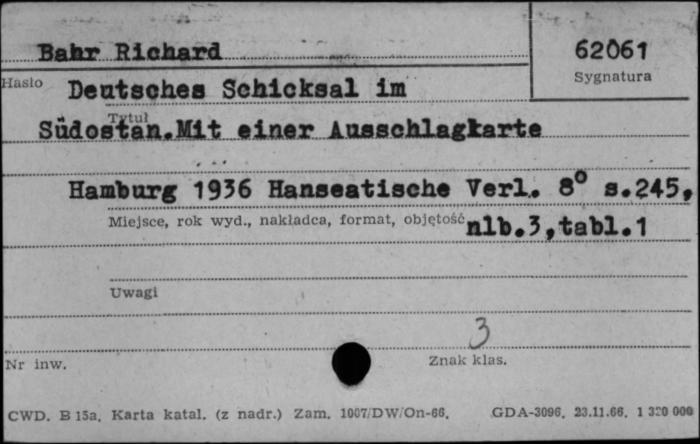 Bahr Richard
62061
Hasło
Sygnatura
Deutsches Schicksal im
Tytuł
Südostan.Mit einer Ausschlagkarte
Hamburg 1936 Hanseatische Verl. 8° s.245,
Miejsce, rok wyd., nakładca, format, objętość
nlb.3,tabl.1
Uwagi
3
Nr inw.
Znak klas.
CWD. B 15a. Karta katal. (z nadr.) Zam. 1007/DW/On-66. GDA-3096. 23.11.66. 1 320 000